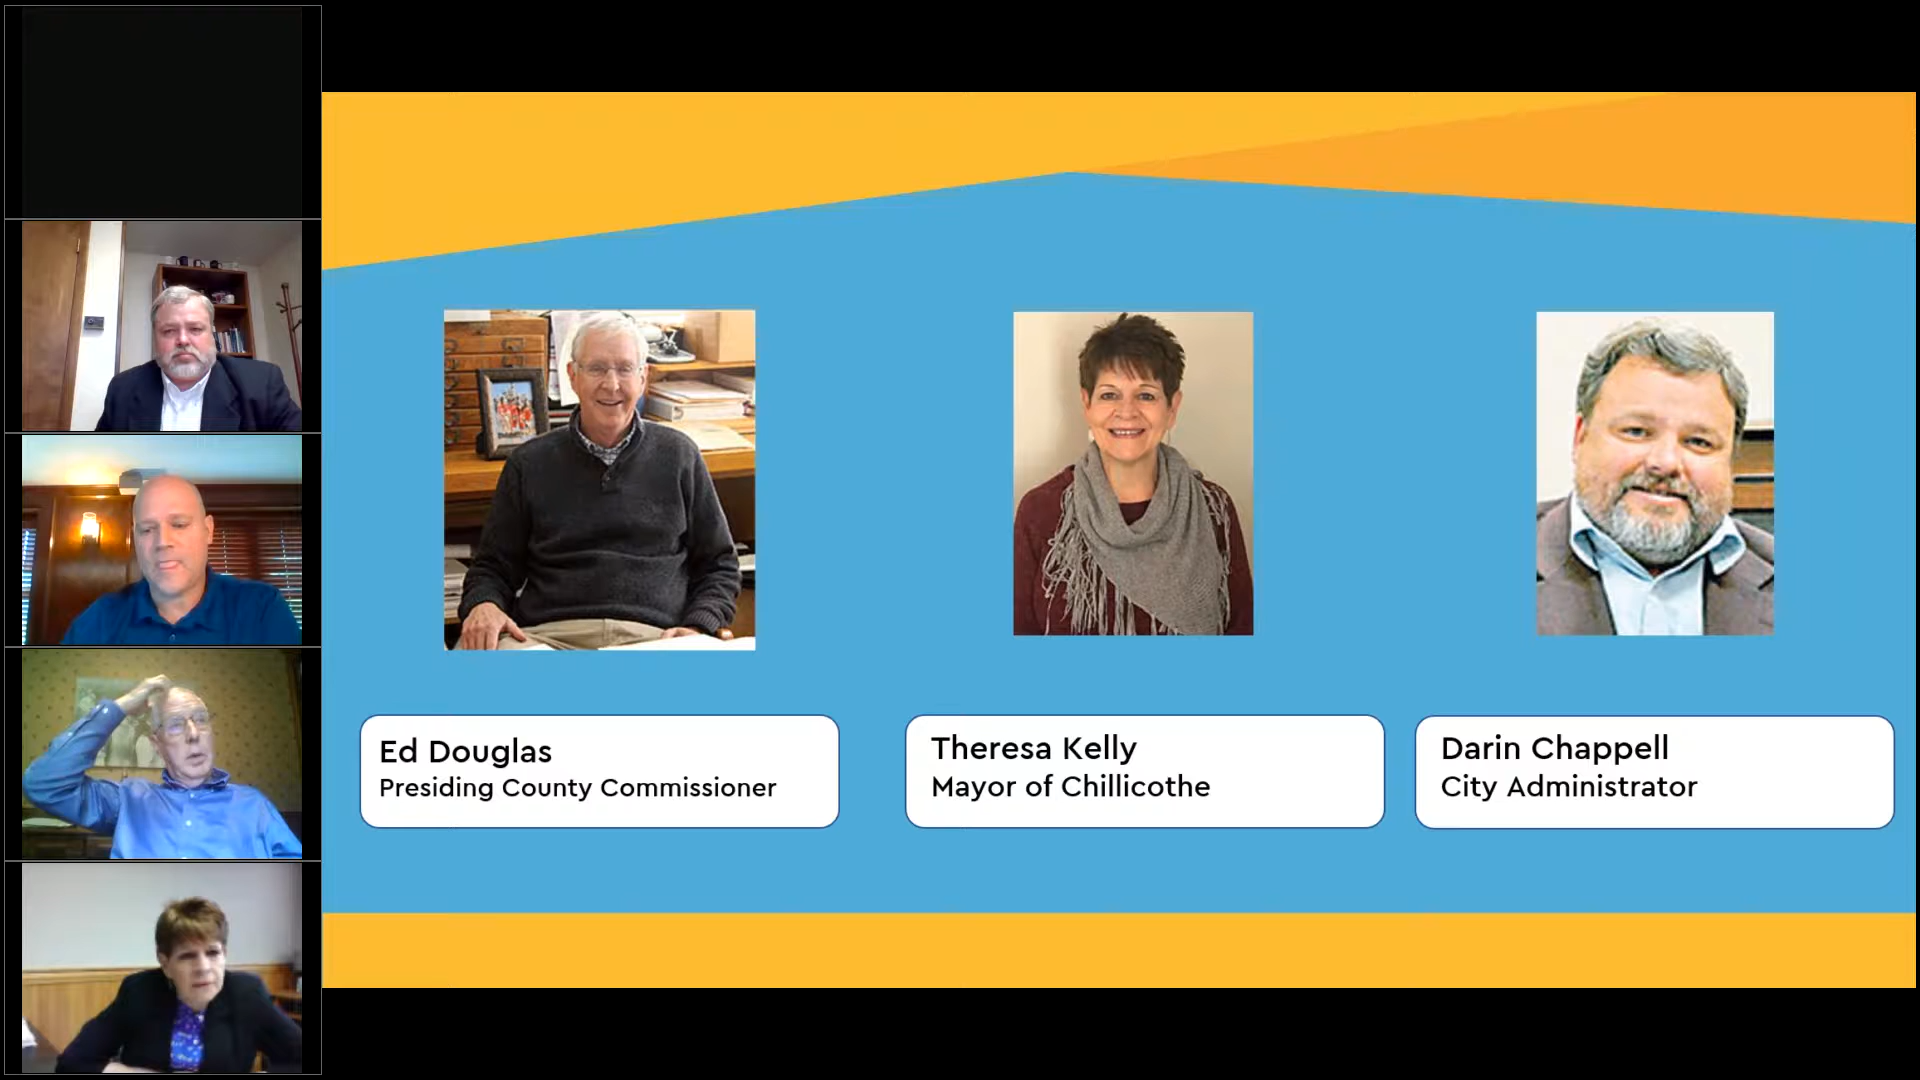 Ed Douglas
Presiding County Commissioner
Theresa Kelly
Mayor of Chillicothe
Darin Chappell
City Administrator